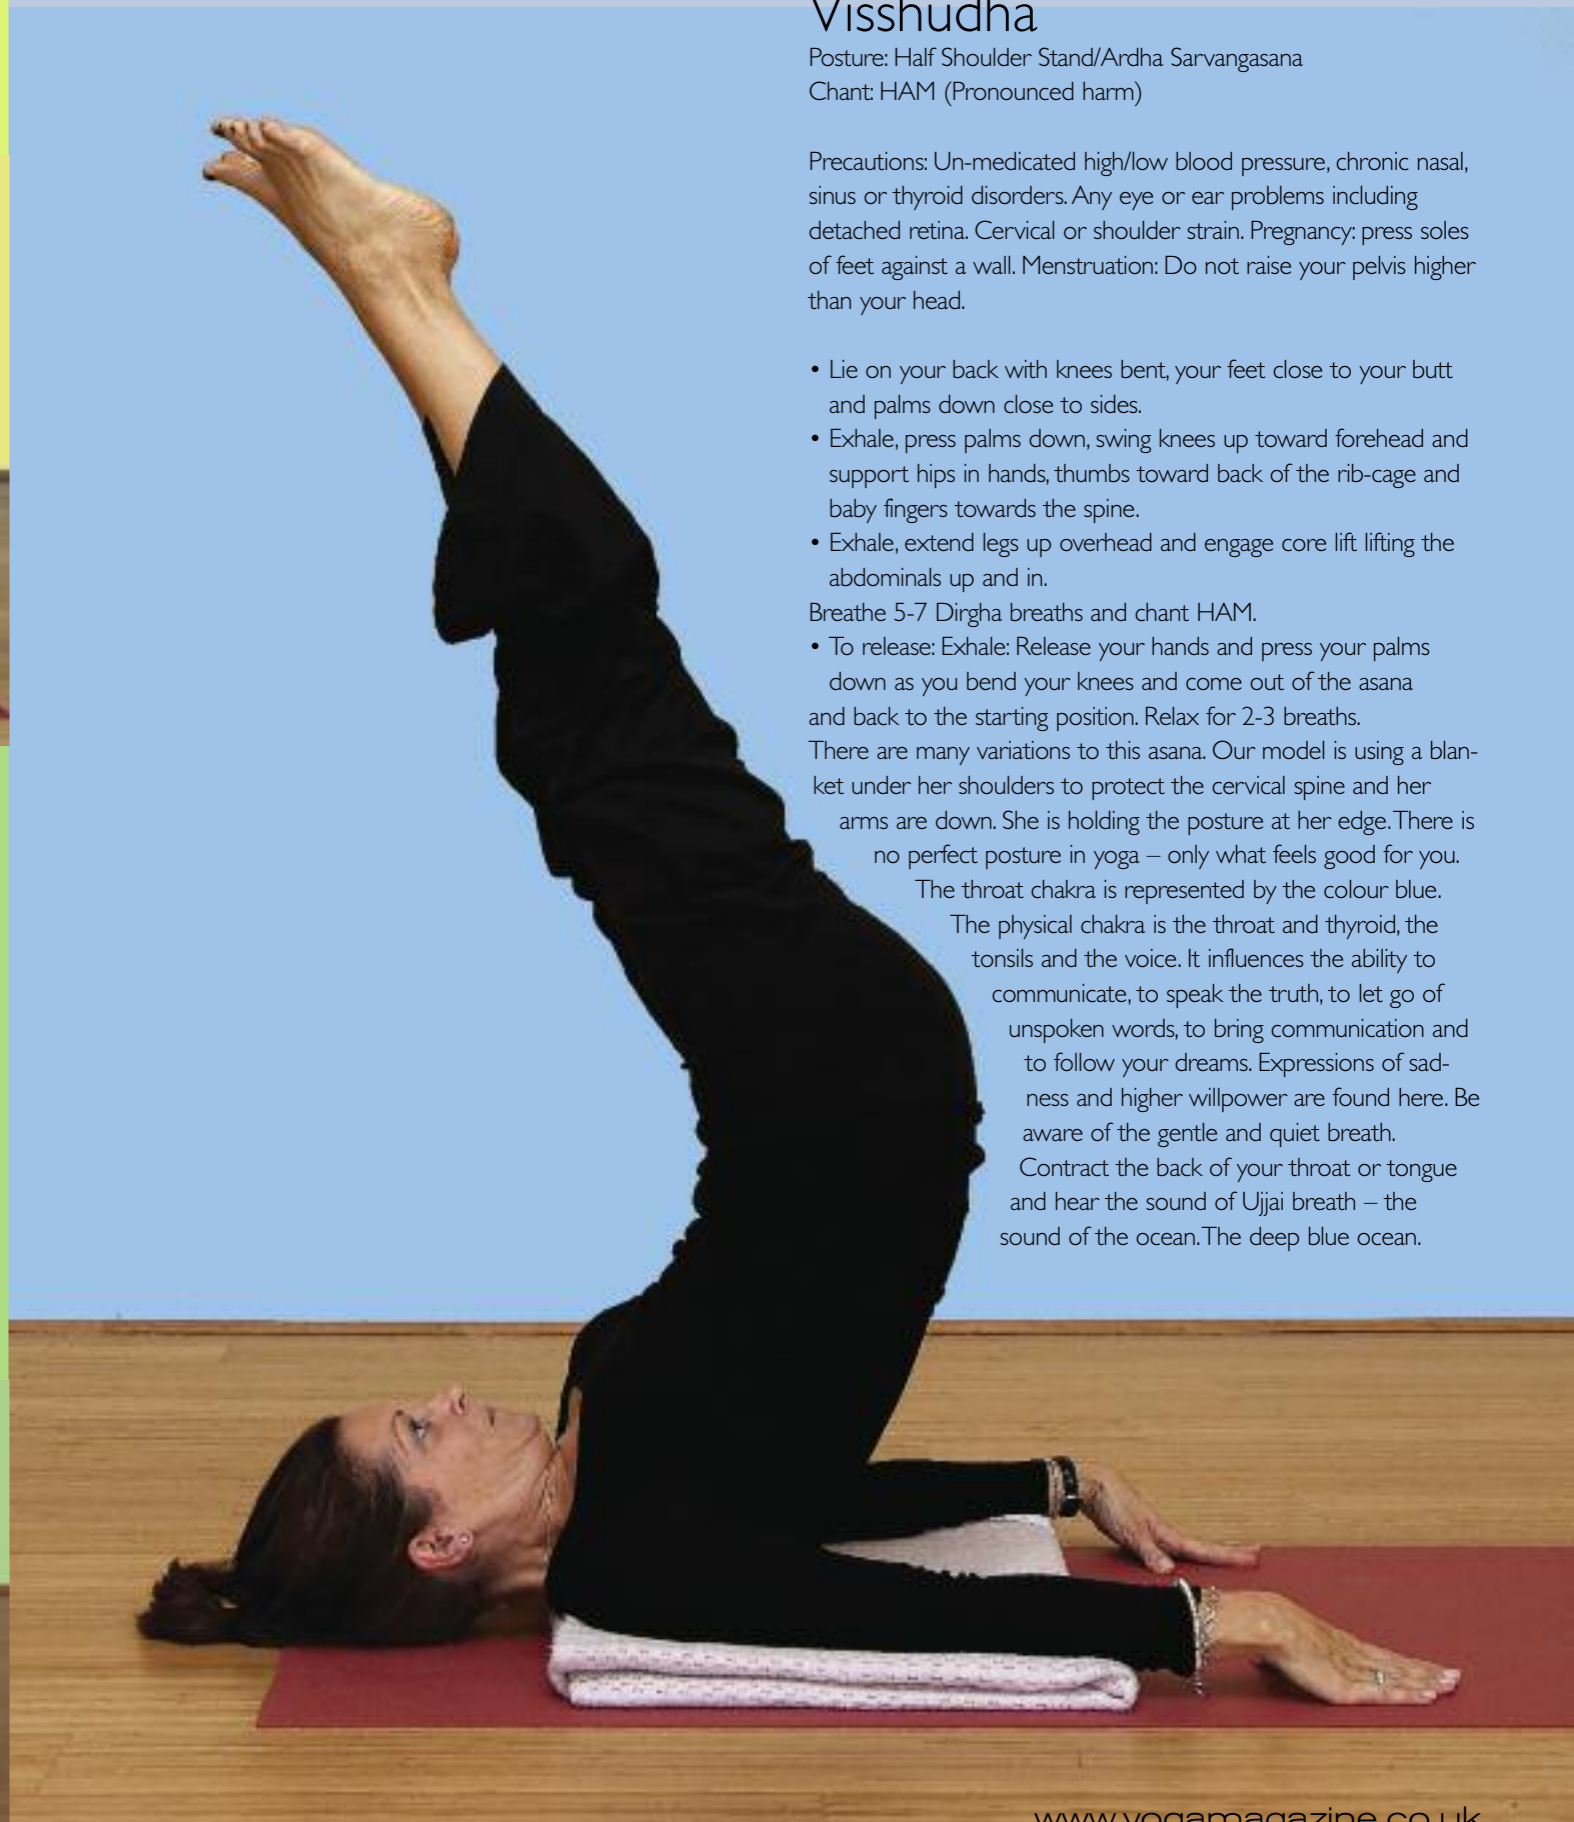 Visshudha
Posture: Half Shoulder Stand/Ardha Sarvangasana
Chant: HAM (Pronounced harm)
Precautions: Un-medicated high/low blood pressure, chronic nasal,
sinus or thyroid disorders. Any eye or ear problems including
detached retina. Cervical or shoulder strain. Pregnancy: press soles
of feet against a wall. Menstruation: Do not raise your pelvis higher
than your head.
• Lie on your back with knees bent, your feet close to your butt
and palms down close to sides.
• Exhale, press palms down, swing knees up toward forehead and
support hips in hands, thumbs toward back of the rib-cage and
baby fingers towards the spine.
• Exhale, extend legs up overhead and engage core lift lifting the
abdominals up and in.
Breathe 5-7 Dirgha breaths and chant HAM.
• To release: Exhale: Release your hands and press your palms
down as you bend your knees and come out of the asana
and back to the starting position. Relax for 2-3 breaths.
There are many variations to this asana. Our model is using a blan-
ket under her shoulders to protect the cervical spine and her
arms are down. She is holding the posture at her edge. There is
no perfect posture in yoga – only what feels good for you.
The throat chakra is represented by the colour blue.
The physical chakra is the throat and thyroid, the
tonsils and the voice. It influences the ability to
communicate, to speak the truth, to let go of
unspoken words, to bring communication and
to follow your dreams. Expressions of sad-
ness and higher willpower are found here. Be
aware of the gentle and quiet breath.
Contract the back of your throat or tongue
and hear the sound of Ujjai breath – the
sound of the ocean. The deep blue ocean.
www.yogamagazine.co.uk